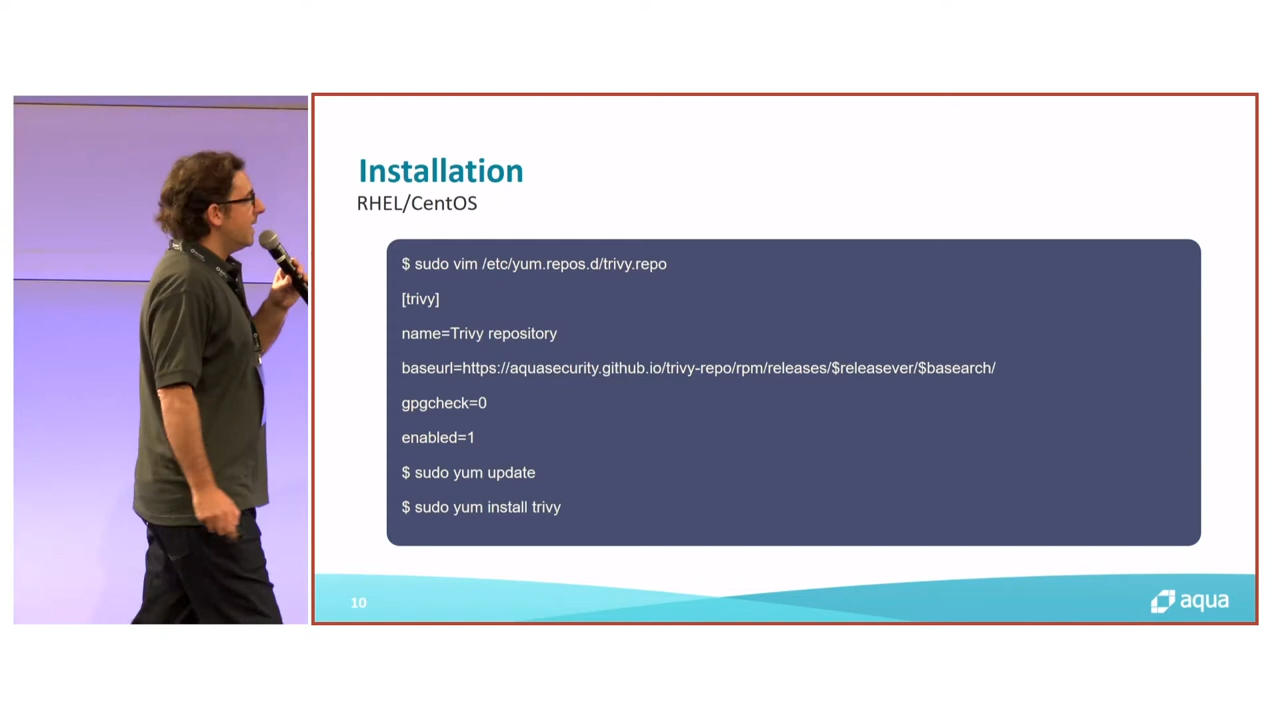 Installation
RHEL/CentOS
$ sudo vim /etc/yum.repos.d/trivy.repo
[trivy]
name=Trivy repository
baseurl=https://aquasecurity.github.io/trivy-repo/rpm/releases/$releasever/$basearch/
gpgcheck=0
enabled=1
$ sudo yum update
$ sudo yum install trivy
10
aqua